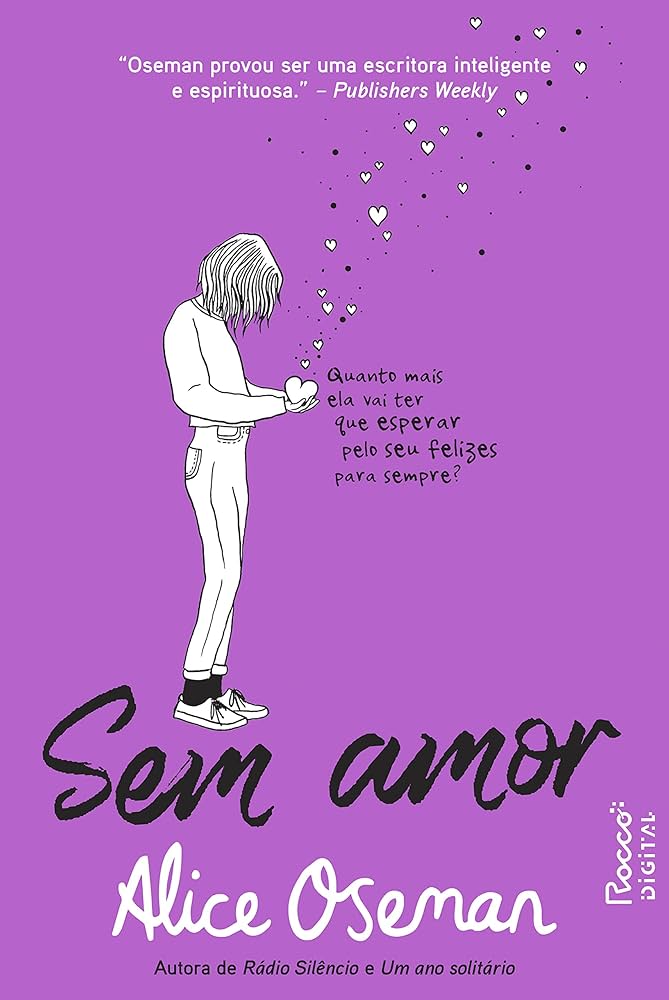 “Oseman provou ser uma escritora inteligente
e espirituosa.” – Publishers Weekly
Quanto mais
ela vai ter
que esperar
pelo seu felizes
para sempre?
Sem amor
Alice Oseman
Autora de Rádio Silêncio e Um ano solitário
Rocco
DIGITAL